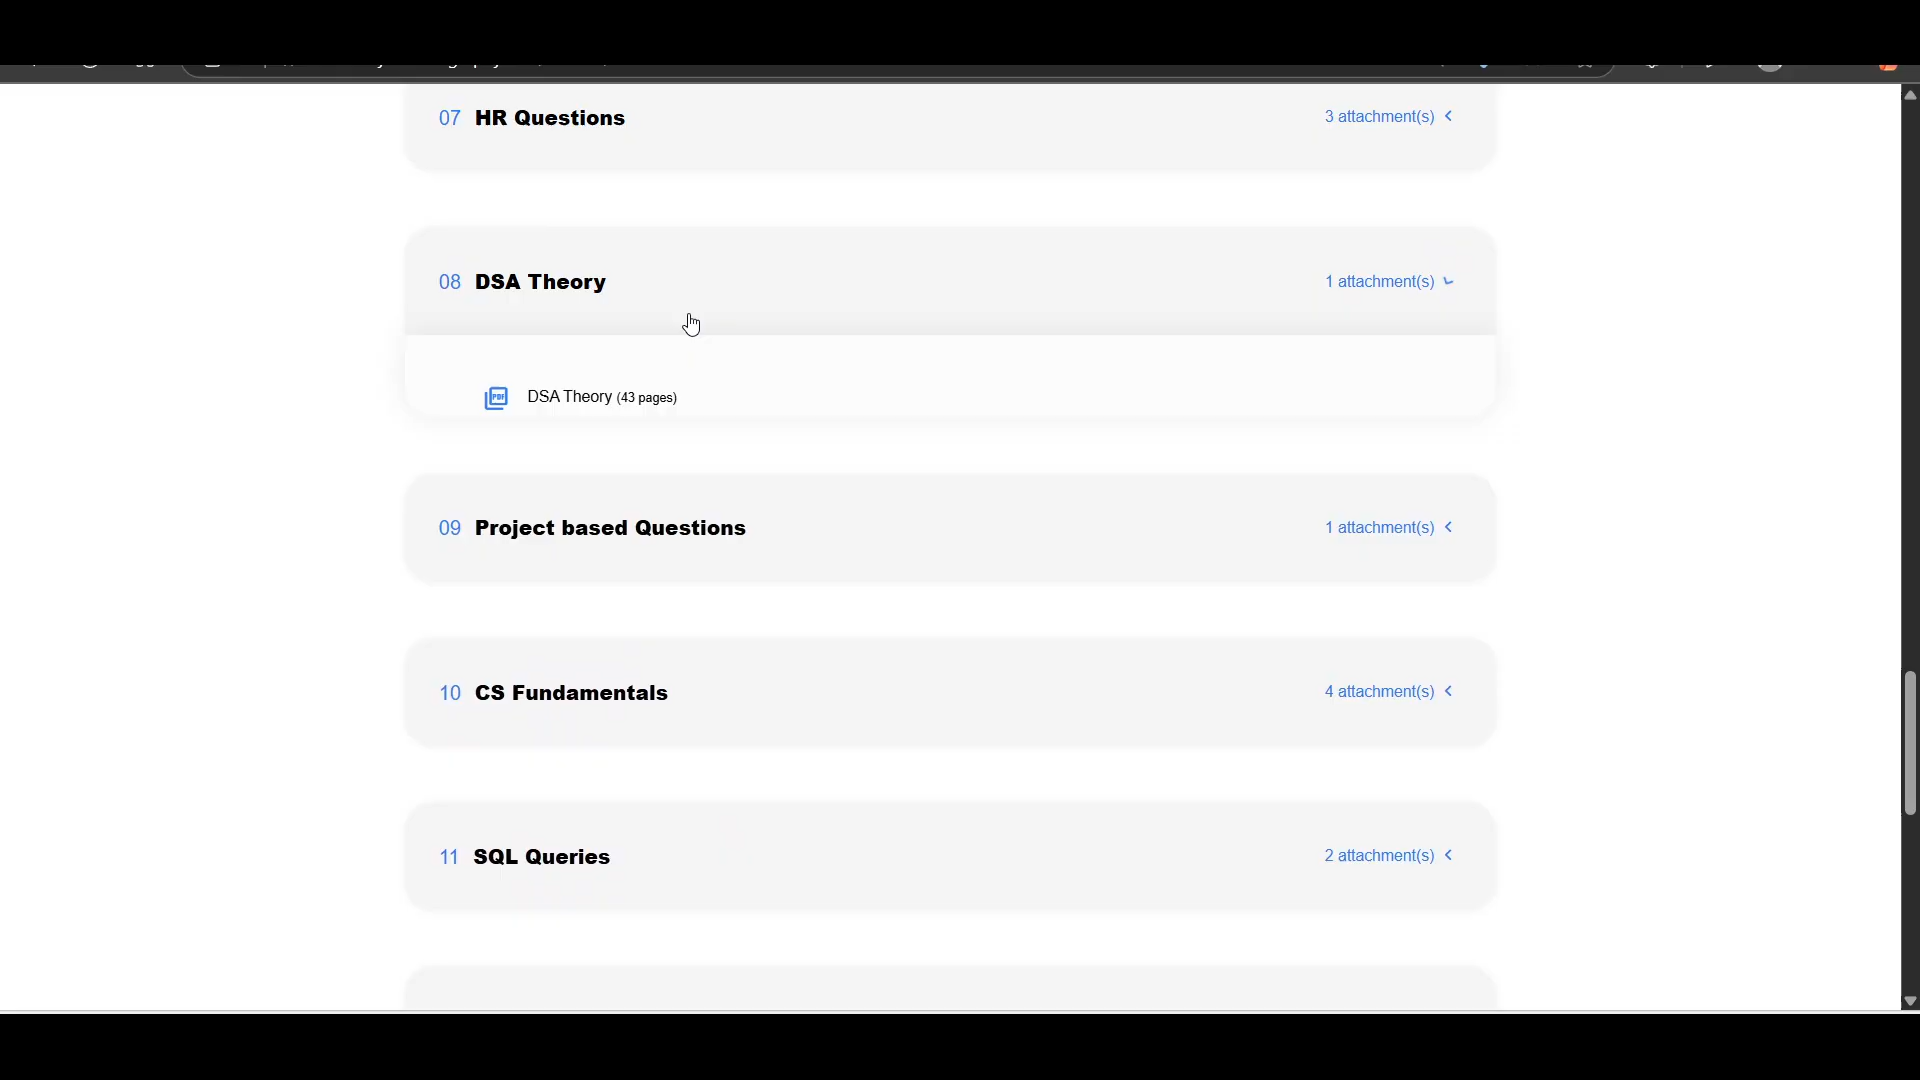 07 HR Questions 3 attachment(s)
08 DSA Theory 1 attachment(s)
PDF DSA Theory (43 pages)
09 Project based Questions 1 attachment(s)
10 CS Fundamentals 4 attachment(s)
11 SQL Queries 2 attachment(s)